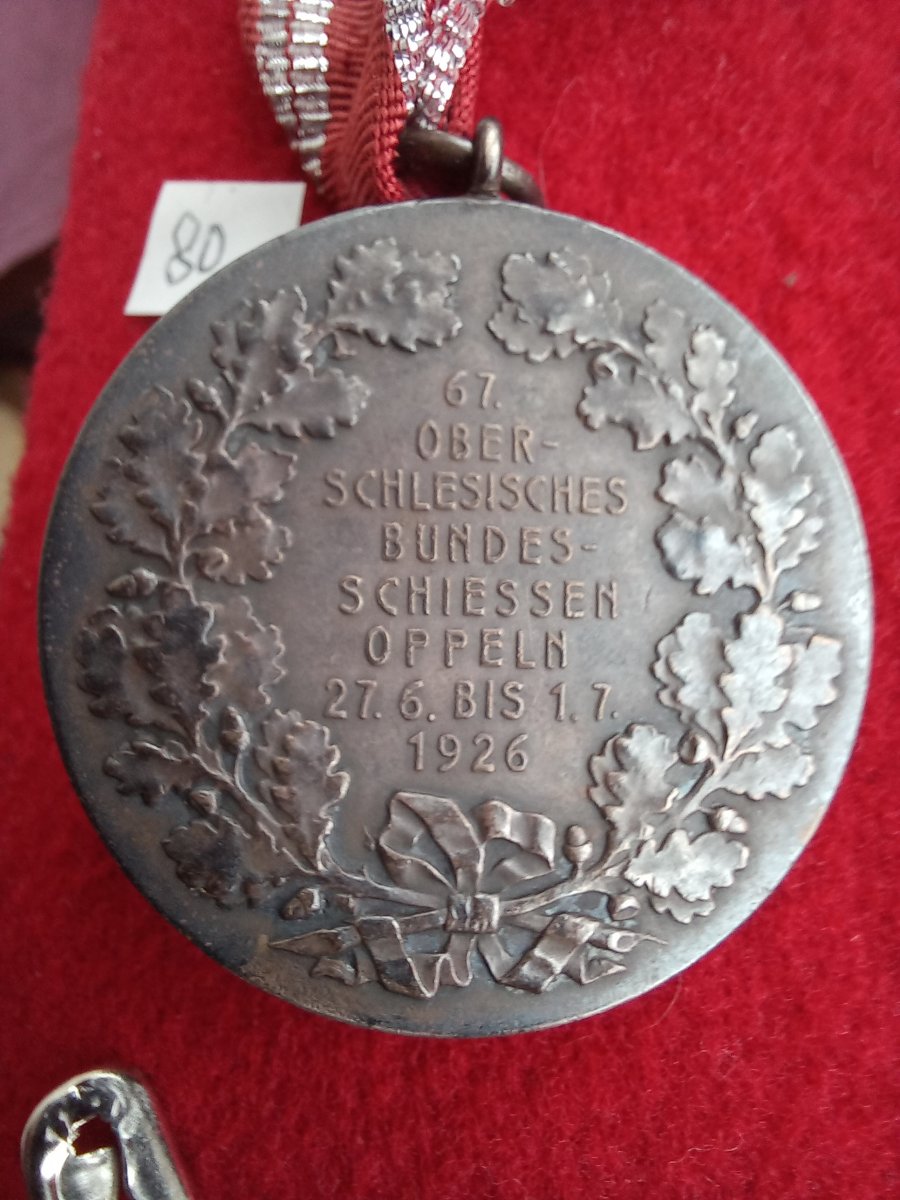 80
67.
OBER-
SCHLESISCHES
BUNDES-
SCHIESSEN
OPPELN
27. 6. BIS 1. 7.
1926